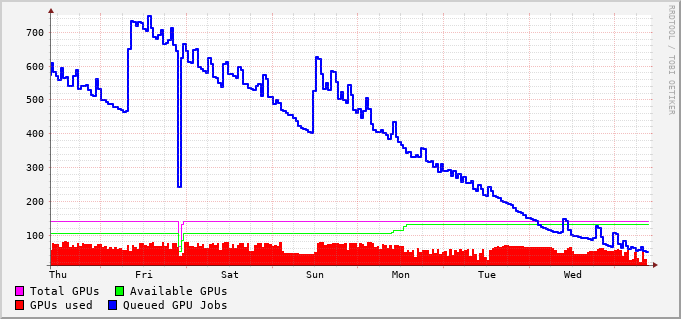 RRDTOOL / TOBI OETIKER
700
600
500
400
300
200
100
Thu Fri Sat Sun Mon Tue Wed
Total GPUs Available GPUs
GPUs used Queued GPU Jobs